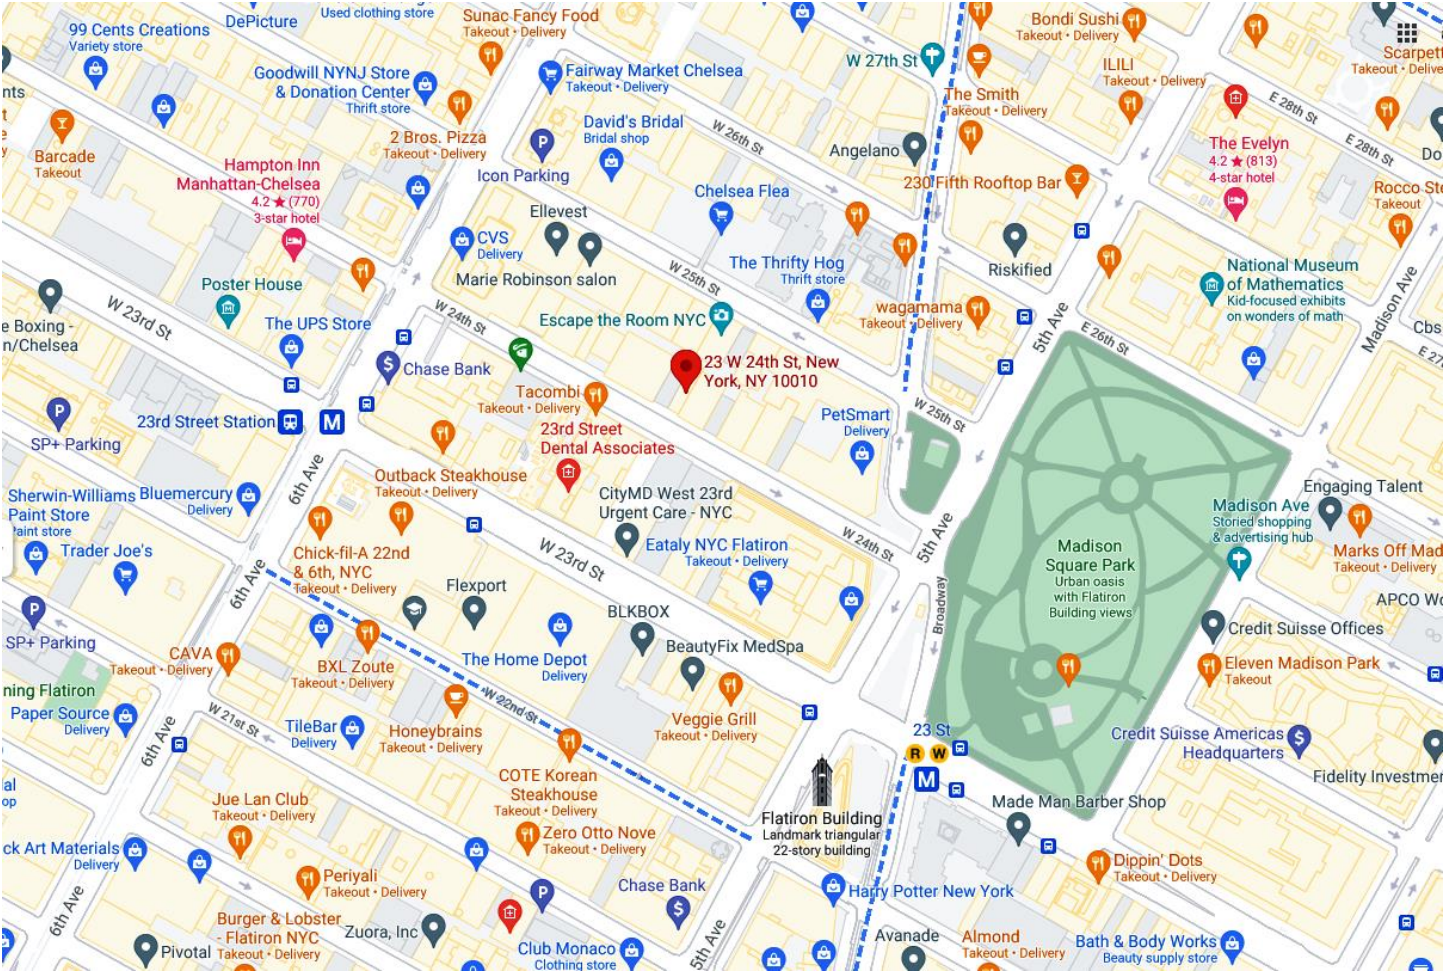 Used clothing store
DePicture
99 Cents Creations
Variety store
Goodwill NYNJ Store
& Donation Center
Thrift store
Sunac Fancy Food
Takeout • Delivery
Fairway Market Chelsea
Takeout • Delivery
W 27th St
Bondi Sushi
Takeout • Delivery
ILILI
Takeout • Delivery
The Smith
Takeout • Delivery
E 28th St
E 28th St
Takeout
Barcade
Takeout
2 Bros. Pizza
Takeout • Delivery
David's Bridal
Bridal shop
W 26th St
Angelano
The Evelyn
4.2 ★ (813)
4-star hotel
Hampton Inn
Manhattan-Chelsea
4.2 ★ (770)
3-star hotel
Icon Parking
Chelsea Flea
230 Fifth Rooftop Bar
Ellevest
CVS
Delivery
Marie Robinson salon
W 25th St
The Thrifty Hog
Thrift store
Riskified
National Museum
of Mathematics
Kid-focused exhibits
on wonders of math
Madison Ave
Poster House
W 23rd St
The UPS Store
W 24th St
Escape the Room NYC
wagamama
Takeout • Delivery
5th Ave
E 26th St
n/Chelsea
Chase Bank
23 W 24th St, New
York, NY 10010
Tacombi
Takeout • Delivery
PetSmart
Delivery
W 25th St
23rd Street Station
M
P
SP+ Parking
6th Ave
23rd Street
Dental Associates
Outback Steakhouse
Takeout • Delivery
Sherwin-Williams
Paint Store
Paint store
Bluemercury
Delivery
CityMD West 23rd
Urgent Care - NYC
W 24th St
5th Ave
Engaging Talent
Madison Ave
Storied shopping
& advertising hub
Marks Off Mad
Takeout • Delivery
Trader Joe's
Chick-fil-A 22nd
& 6th, NYC
Takeout • Delivery
W 23rd St
Eataly NYC Flatiron
Takeout • Delivery
Madison
Square Park
Urban oasis
with Flatiron
Building views
6th Ave
Flexport
BLKBOX
Broadway
P
SP+ Parking
BeautyFix MedSpa
Credit Suisse Offices
CAVA
Takeout • Delivery
BXL Zoute
Takeout • Delivery
The Home Depot
Delivery
Eleven Madison Park
Takeout
ning Flatiron
Paper Source
Delivery
W 21st St
6th Ave
TileBar
Delivery
Honeybrains
Takeout • Delivery
W 22nd St
Veggie Grill
Takeout • Delivery
23 St
R W
M
Credit Suisse Americas
Headquarters
COTE Korean
Steakhouse
Takeout • Delivery
Made Man Barber Shop
Jue Lan Club
Takeout • Delivery
Zero Otto Nove
Takeout • Delivery
Flatiron Building
Landmark triangular
22-story building
ck Art Materials
Delivery
Periyali
Takeout • Delivery
P
Chase Bank
Harry Potter New York
Dippin' Dots
Takeout • Delivery
6th Ave
Burger & Lobster
- Flatiron NYC
Takeout • Delivery
Zuora, Inc
Pivotal
Club Monaco
Clothing store
5th Ave
Avanade
Almond
Takeout • Delivery
Bath & Body Works
Beauty supply store